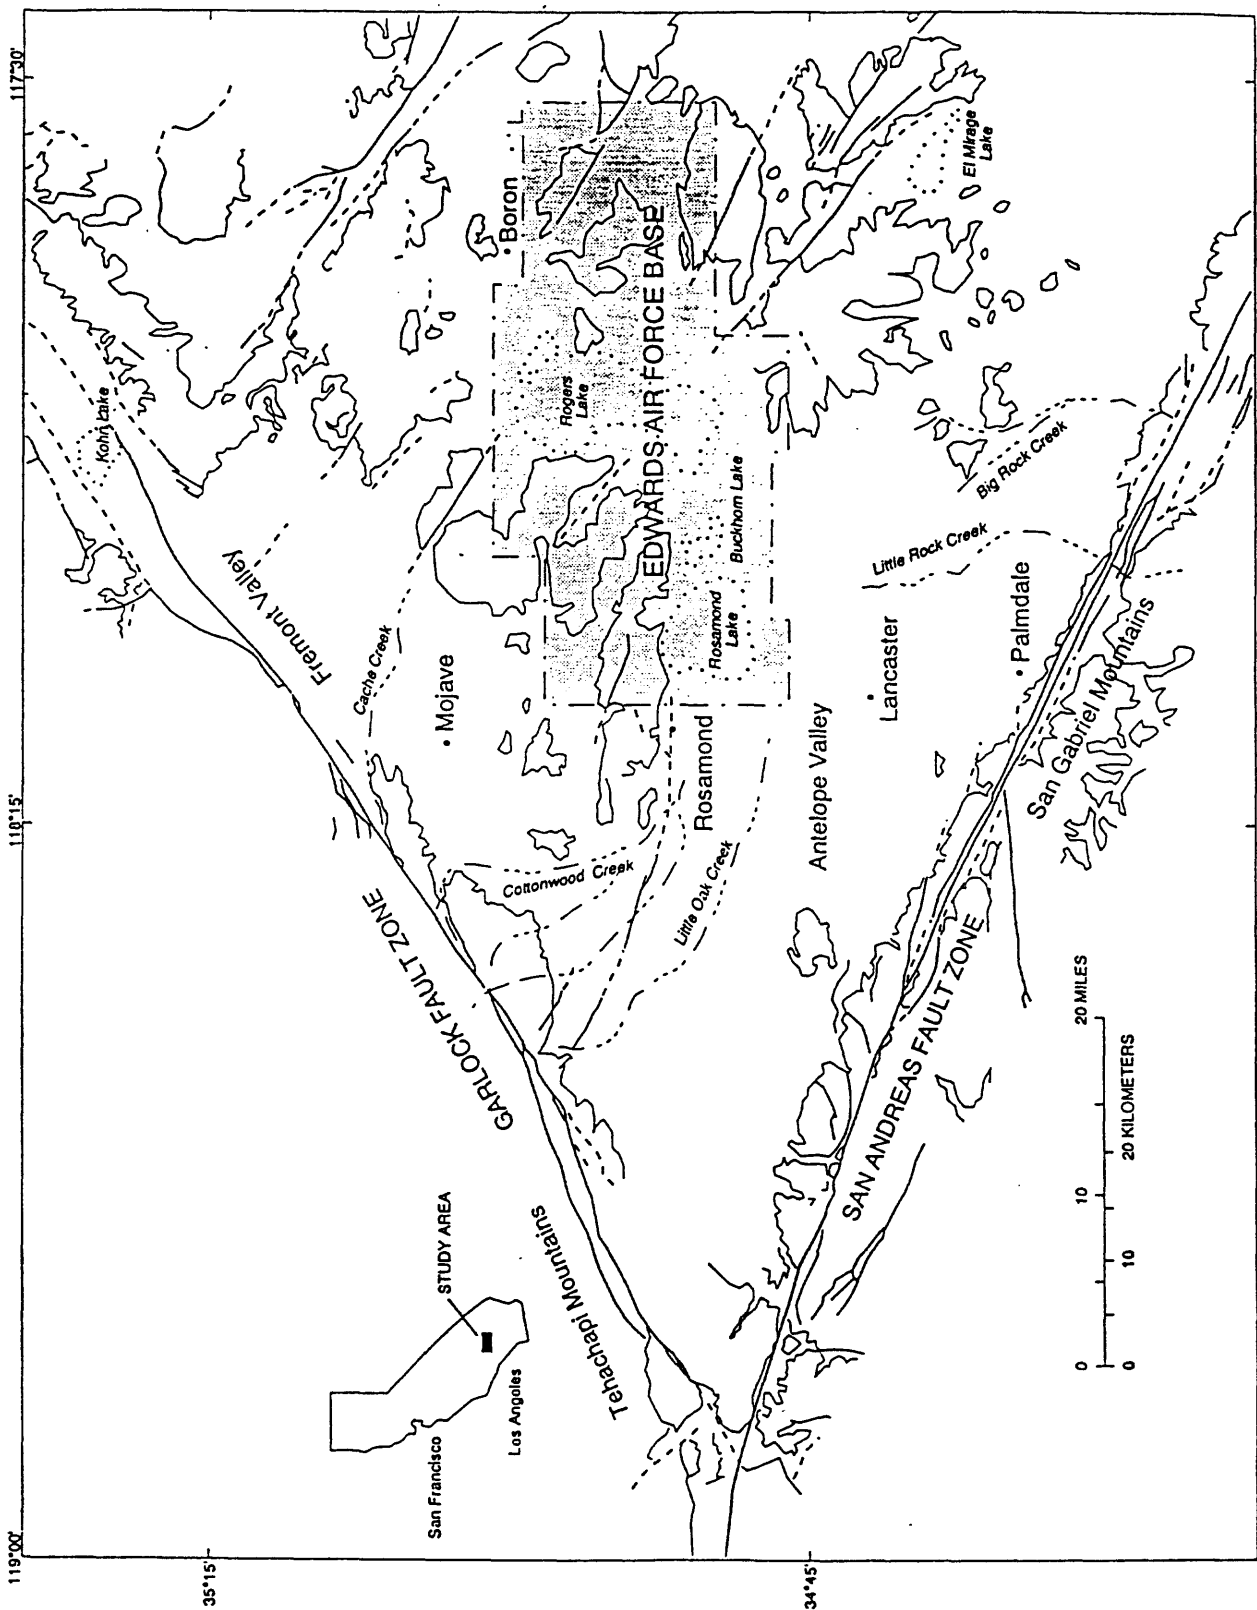 119°00'
118°15'
117°30'
35°15'
34°45'
San Francisco
Los Angoles
STUDY AREA
Tehachapi Mountains
GARLOCK FAULT ZONE
Fremont Valley
Kohn Lake
Cache Creek
Mojave
Boron
Rogers
Lake
EDWARDS AIR FORCE BASE
Buckhorn Lake
Rosamond
Lake
Rosamond
Cottonwood Creek
Little Oak Creek
Antelope Valley
Lancaster
Palmdale
Little Rock Creek
Big Rock Creek
El Mirage
Lake
San Gabriel Mountains
SAN ANDREAS FAULT ZONE
0 10 20 MILES
0 10 20 KILOMETERS